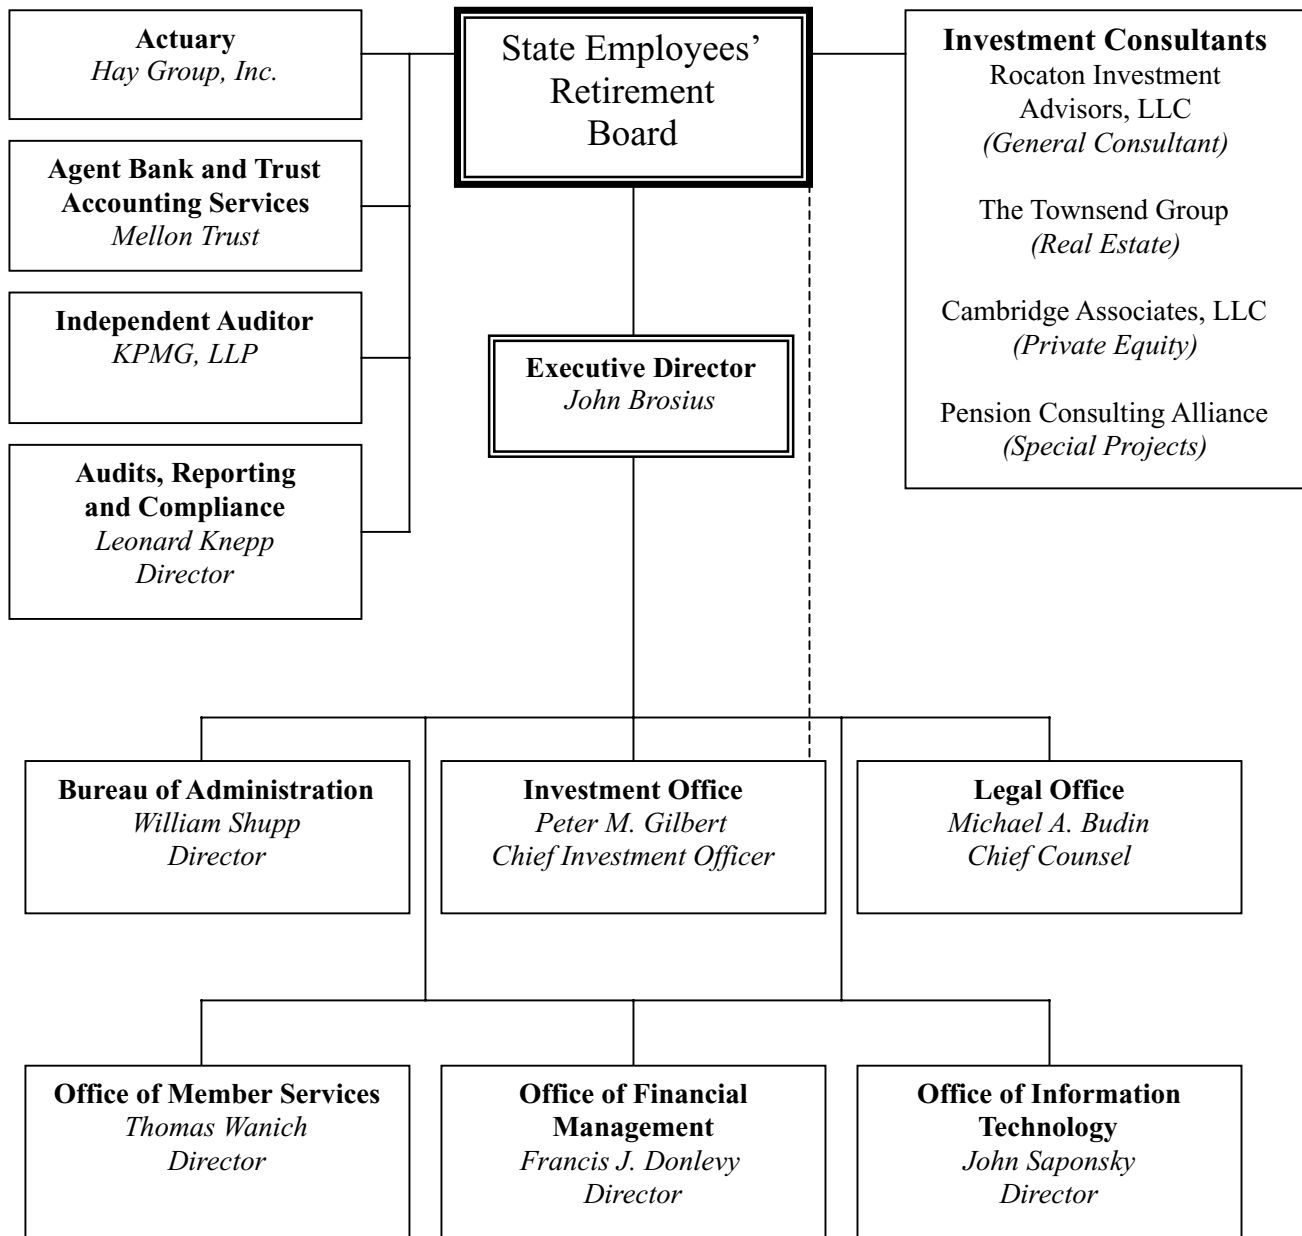 Actuary
Hay Group, Inc.
Agent Bank and Trust
Accounting Services
Mellon Trust
Independent Auditor
KPMG, LLP
Audits, Reporting
and Compliance
Leonard Knepp
Director
State Employees’
Retirement
Board
Executive Director
John Brosius
Investment Consultants
Rocaton Investment
Advisors, LLC
(General Consultant)
The Townsend Group
(Real Estate)
Cambridge Associates, LLC
(Private Equity)
Pension Consulting Alliance
(Special Projects)
Bureau of Administration
William Shupp
Director
Investment Office
Peter M. Gilbert
Chief Investment Officer
Legal Office
Michael A. Budin
Chief Counsel
Office of Member Services
Thomas Wanich
Director
Office of Financial
Management
Francis J. Donlevy
Director
Office of Information
Technology
John Saponsky
Director